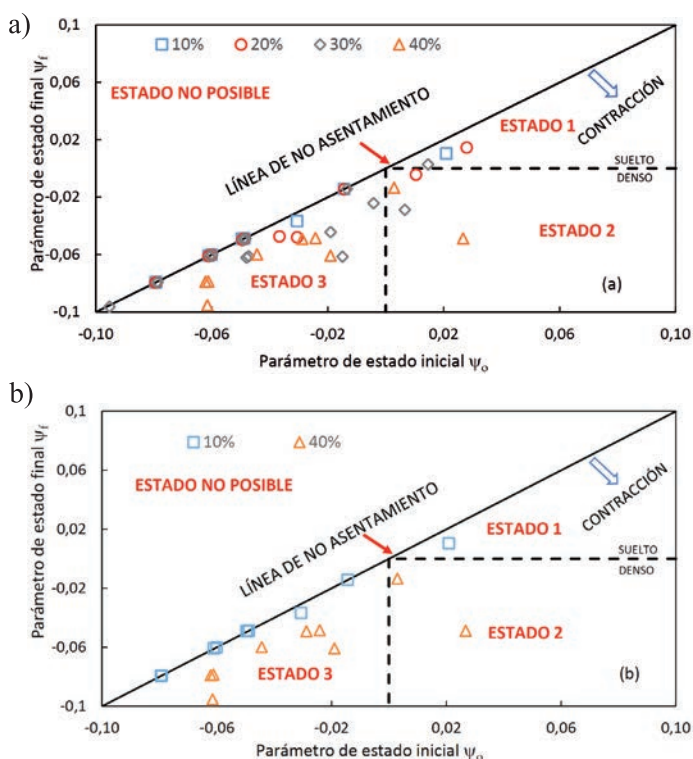 a)
0,1
0,06
0,02
-0,02
-0,06
-0,1
Parámetro de estado final ψf
10% 20% 30% 40%
ESTADO NO POSIBLE
LÍNEA DE NO ASENTAMIENTO
ESTADO 1
CONTRACCIÓN
SUELTO
DENSO
ESTADO 2
ESTADO 3
(a)
-0,10 -0,06 -0,02 0,02 0,06 0,10
Parámetro de estado inicial ψo
b)
0,1
0,06
0,02
-0,02
-0,06
-0,1
Parámetro de estado final ψf
10% 40%
ESTADO NO POSIBLE
LÍNEA DE NO ASENTAMIENTO
ESTADO 1
CONTRACCIÓN
SUELTO
DENSO
ESTADO 2
ESTADO 3
(b)
-0,10 -0,06 -0,02 0,02 0,06 0,10
Parámetro de estado inicial ψo